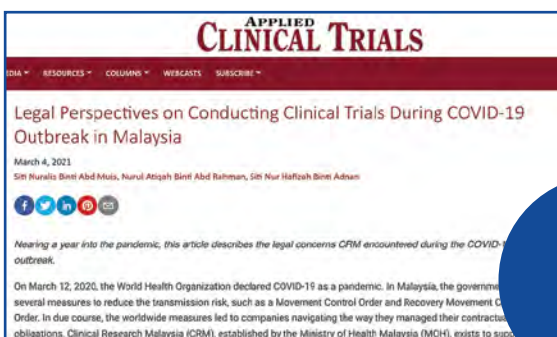 APPLIED
CLINICAL TRIALS
EDIA RESOURCES COLUMNS WEBCASTS SUBSCRIBE
Legal Perspectives on Conducting Clinical Trials During COVID-19
Outbreak in Malaysia
March 4, 2021
Siti Nuralis Binti Abd Muis, Nurul Atiqah Binti Abd Rahman, Siti Nur Hafizah Binti Adnan
Nearing a year into the pandemic, this article describes the legal concerns CRM encountered during the COVID-
outbreak.
On March 12, 2020, the World Health Organization declared COVID-19 as a pandemic. In Malaysia, the governme
several measures to reduce the transmission risk, such as a Movement Control Order and Recovery Movement C
Order. In due course, the worldwide measures led to companies navigating the way they managed their contractua
obligations. Clinical Research Malaysia (CRM), established by the Ministry of Health Malaysia (MOH), exists to supp